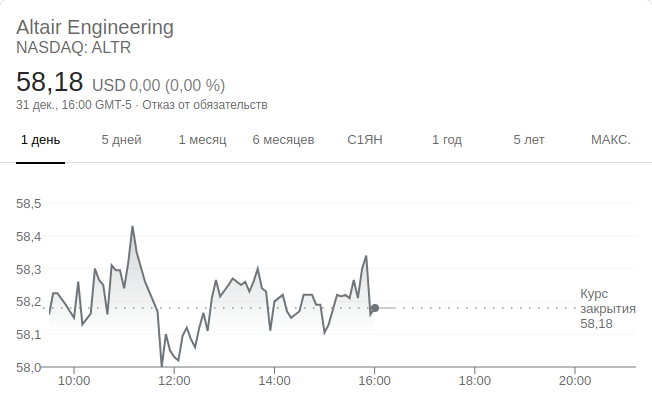 Altair Engineering
NASDAQ: ALTR
58,18 USD 0,00 (0,00 %)
31 дек., 16:00 GMT-5 · Отказ от обязательств
1 день 5 дней 1 месяц 6 месяцев С1ЯН 1 год 5 лет МАКС.
58,5
58,4
58,3
58,2
58,1
58,0
Курс
закрытия
58,18
10:00 12:00 14:00 16:00 18:00 20:00